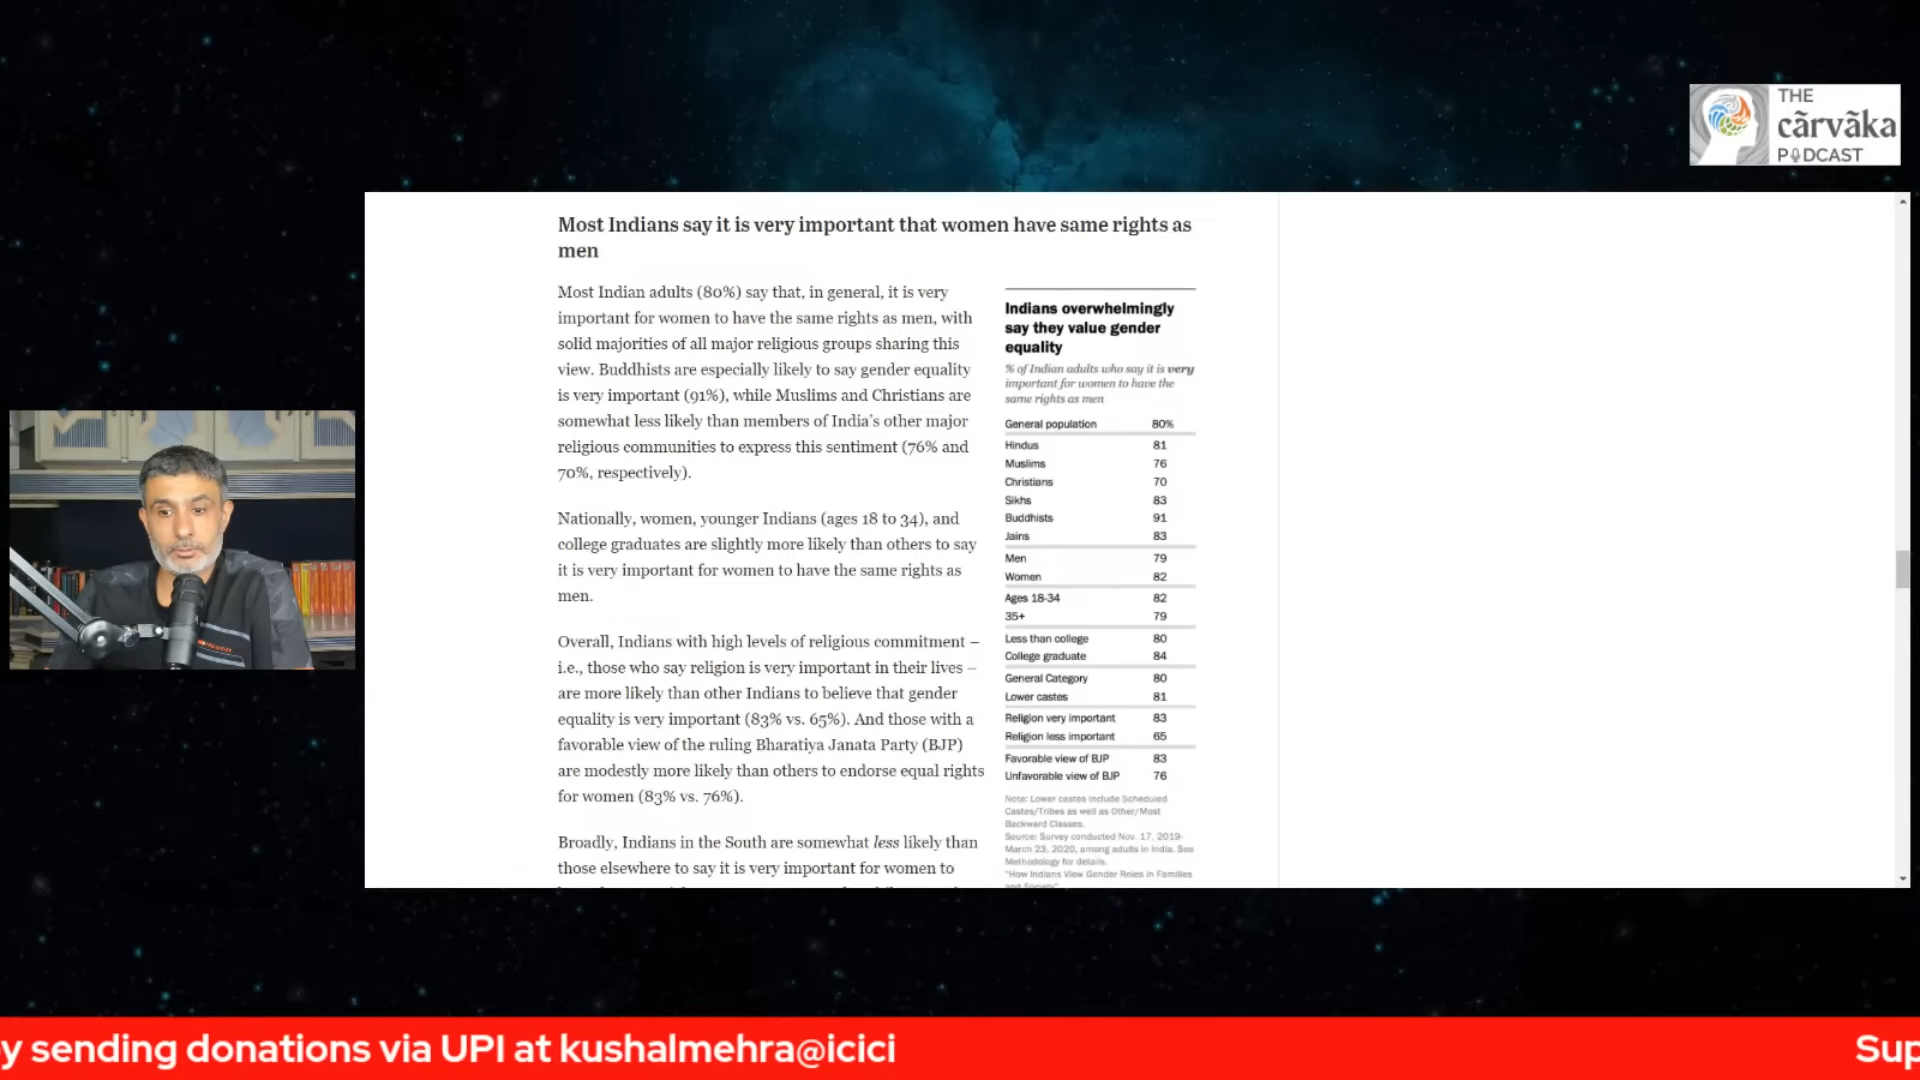 THE
cārvāka
PODCAST
Most Indians say it is very important that women have same rights as
men
Most Indian adults (80%) say that, in general, it is very
important for women to have the same rights as men, with
solid majorities of all major religious groups sharing this
view. Buddhists are especially likely to say gender equality
is very important (91%), while Muslims and Christians are
somewhat less likely than members of India's other major
religious communities to express this sentiment (76% and
70%, respectively).
Nationally, women, younger Indians (ages 18 to 34), and
college graduates are slightly more likely than others to say
it is very important for women to have the same rights as
men.
Overall, Indians with high levels of religious commitment –
i.e., those who say religion is very important in their lives –
are more likely than other Indians to believe that gender
equality is very important (83% vs. 65%). And those with a
favorable view of the ruling Bharatiya Janata Party (BJP)
are modestly more likely than others to endorse equal rights
for women (83% vs. 76%).
Broadly, Indians in the South are somewhat less likely than
those elsewhere to say it is very important for women to
Indians overwhelmingly
say they value gender
equality
% of Indian adults who say it is very
important for women to have the
same rights as men
General population 80%
Hindus 81
Muslims 76
Christians 70
Sikhs 83
Buddhists 91
Jains 83
Men 79
Women 82
Ages 18-34 82
35+ 79
Less than college 80
College graduate 84
General Category 80
Lower castes 81
Religion very important 83
Religion less important 65
Favorable view of BJP 83
Unfavorable view of BJP 76
Note: Lower castes include Scheduled
Castes/Tribes as well as Other/Most
Backward Classes.
Source: Survey conducted Nov. 17, 2019-
March 23, 2020, among adults in India. See
Methodology for details.
"How Indians View Gender Roles in Families
and Society"
y sending donations via UPI at kushalmehra@icici
Sup